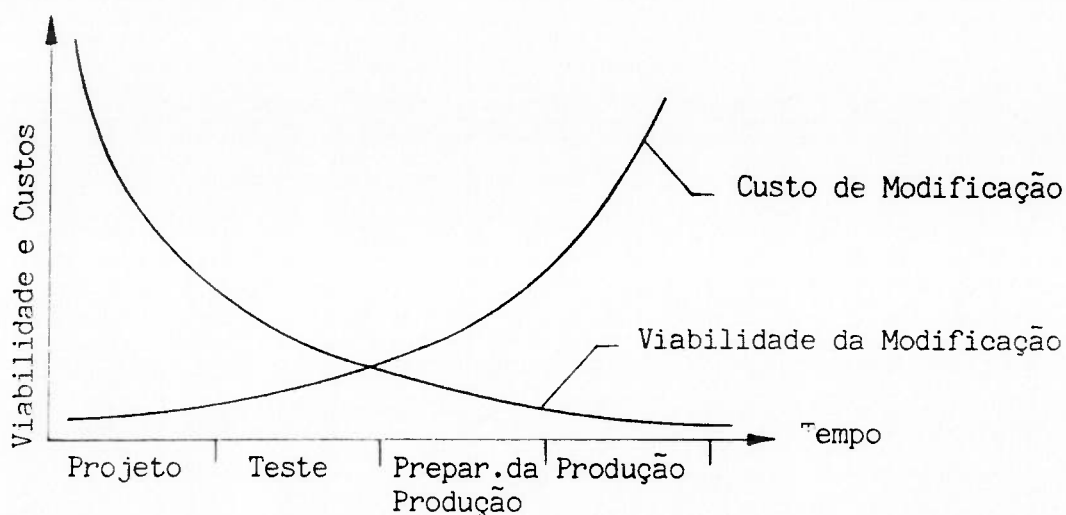 Viabilidade e Custos
Custo de Modificação
Viabilidade da Modificação
Tempo
Projeto
Teste
Prepar.da
Produção
Produção